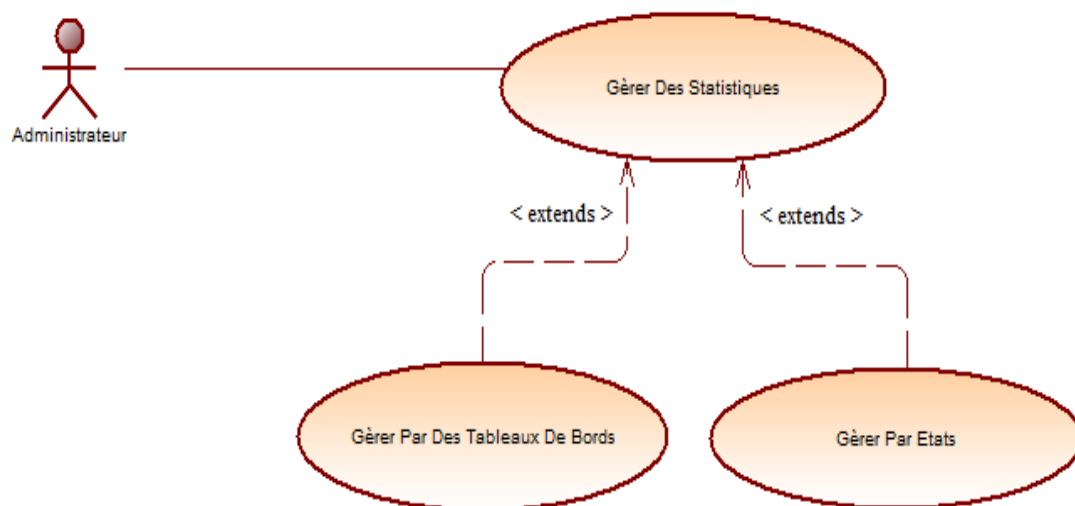 Gèrer Des Statistiques
Administrateur
< extends >
< extends >
Gèrer Par Des Tableaux De Bords
Gèrer Par Etats